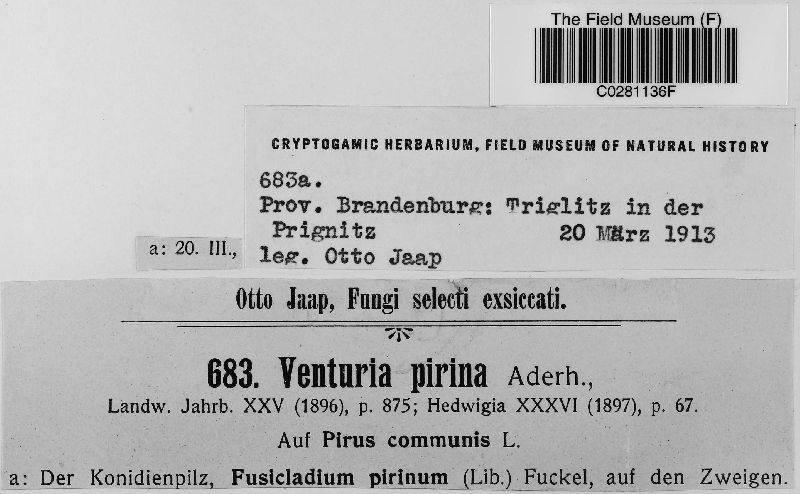 The Field Museum (F)
C0281136F
CRYPTOGAMIC HERBARIUM, FIELD MUSEUM OF NATURAL HISTORY
683a.
Prov. Brandenburg: Triglitz in der
Prignitz 20 März 1913
leg. Otto Jaap
a: 20. III.,
Otto Jaap, Fungi selecti exsiccati.
683. Venturia pirina Aderh.,
Landw. Jahrb. XXV (1896), p. 875; Hedwigia XXXVI (1897), p. 67.
Auf Pirus communis L.
a: Der Konidienpilz, Fusicladium pirinum (Lib.) Fuckel, auf den Zweigen.